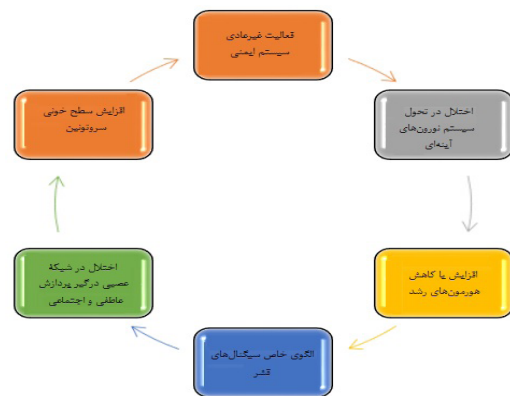 فعالیت غیرعادی
سیستم ایمنی
اختلال در تحول
سیستم نورون‌های
آینه‌ای
افزایش یا کاهش
هورمون‌های رشد
الگوی خاص سیگنال‌های
قشر
اختلال در شبکهٔ
عصبی درگیر پردازش
عاطفی و اجتماعی
افزایش سطح خونی
سروتونین